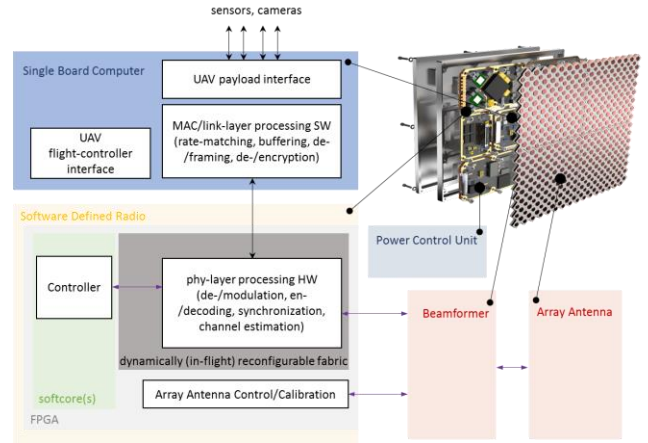 sensors, cameras
Single Board Computer
UAV payload interface
MAC/link-layer processing SW
(rate-matching, buffering, de-
/framing, de-/encryption)
UAV
flight-controller
interface
Software Defined Radio
Power Control Unit
Controller
phy-layer processing HW
(de-/modulation, en-
/decoding, synchronization,
channel estimation)
Beamformer
Array Antenna
dynamically (in-flight) reconfigurable fabric
softcore(s)
Array Antenna Control/Calibration
FPGA